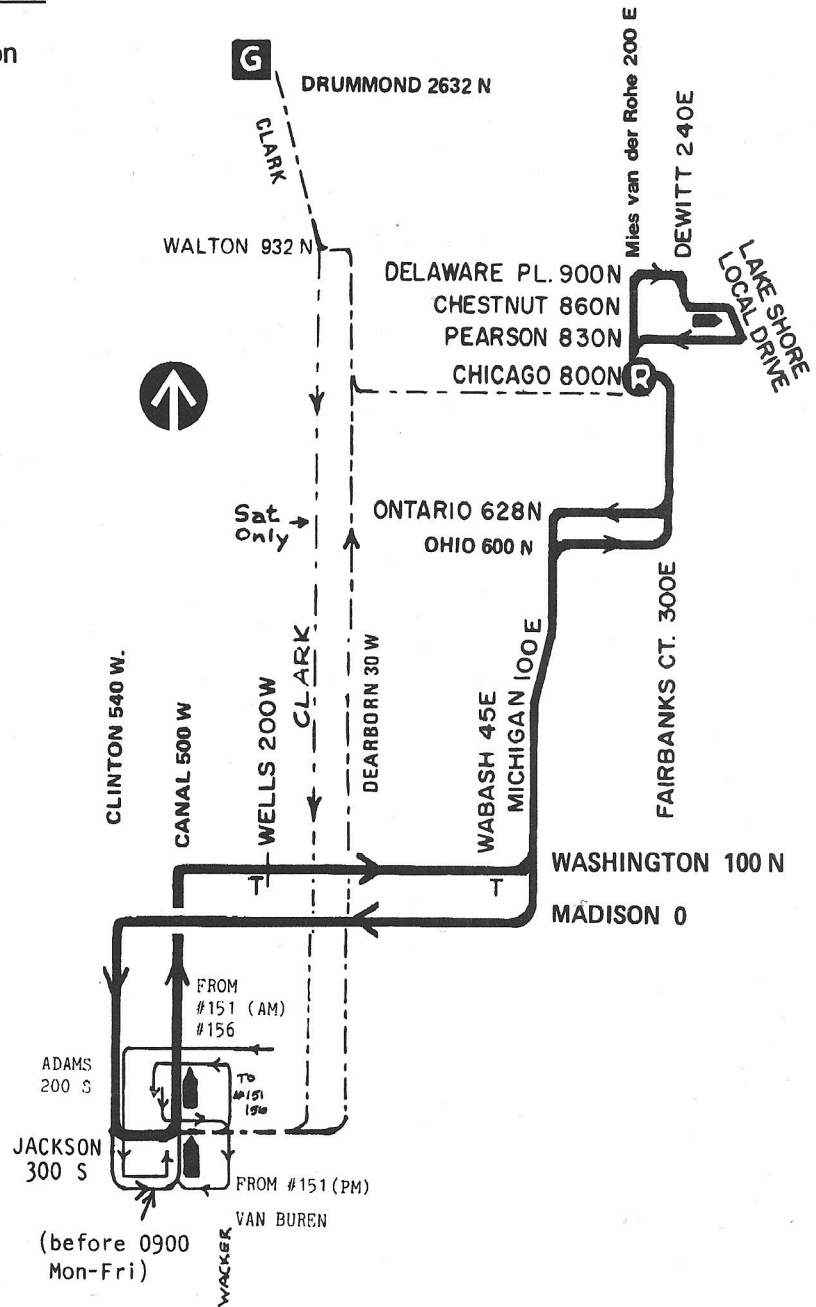 on
G
DRUMMOND 2632 N
CLARK
WALTON 932 N
Mies van der Rohe 200 E
DEWITT 240E
DELAWARE PL. 900N
CHESTNUT 860N
PEARSON 830N
CHICAGO 800N
R
LAKE SHORE
LOCAL DRIVE
Sat
Only
ONTARIO 628N
OHIO 600 N
CLINTON 540 W.
CANAL 500 W
WELLS 200W
CLARK
DEARBORN 30 W
WABASH 45E
MICHIGAN 100E
FAIRBANKS CT. 300E
T
T
WASHINGTON 100 N
MADISON 0
FROM
#151 (AM)
#156
ADAMS
200 S
TO
#151
156
JACKSON
300 S
FROM #151(PM)
VAN BUREN
(before 0900
Mon-Fri)
WACKER